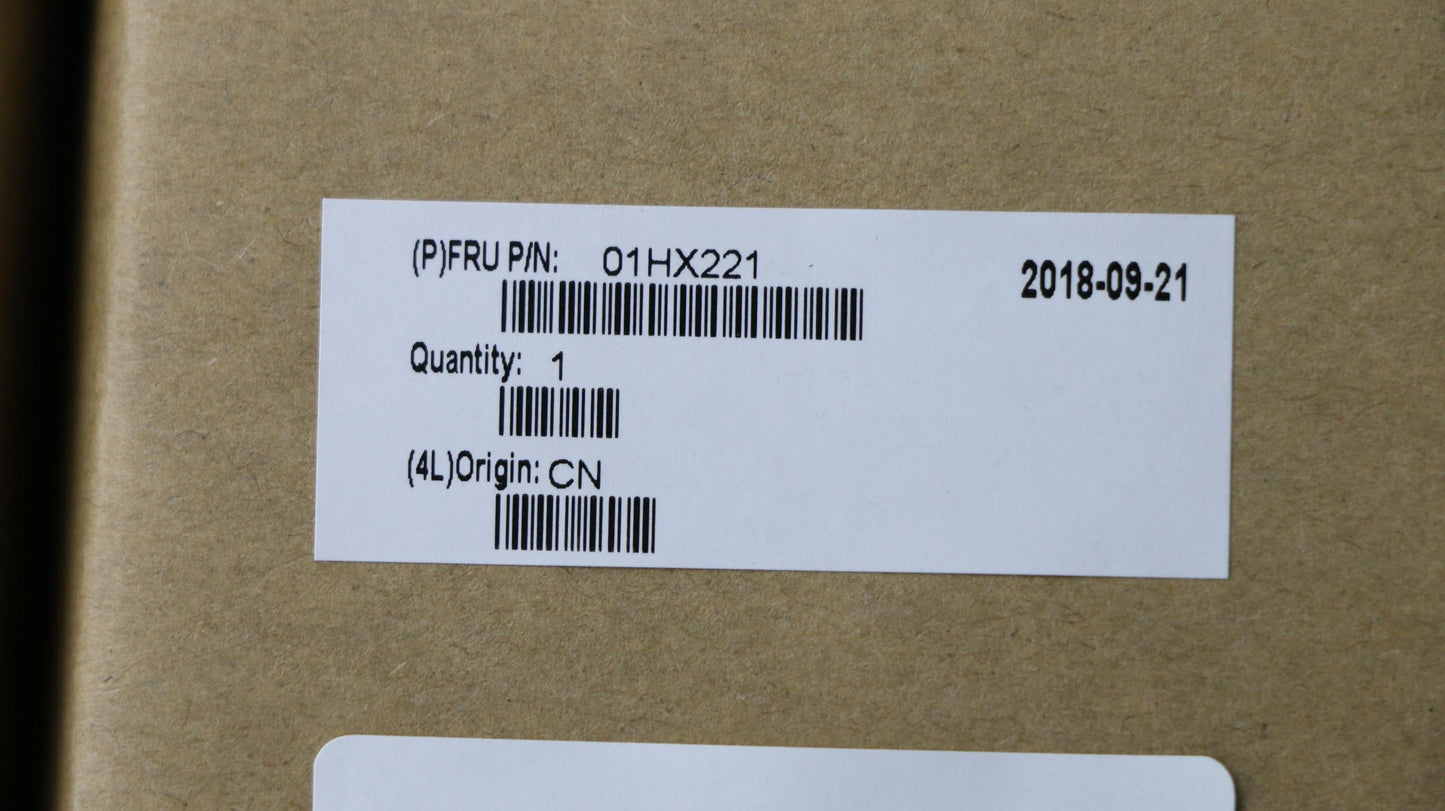 (P)FRU P/N: 01HX221
2018-09-21
Quantity: 1
(4L)Origin: CN